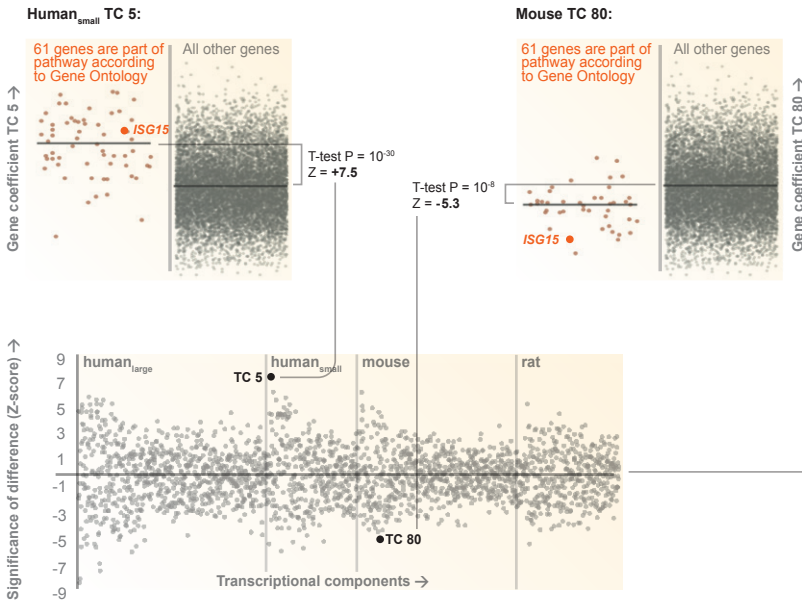 Human small TC 5:
61 genes are part of
pathway according
to Gene Ontology
All other genes
ISG15
Gene coefficient TC 5 →
T-test P = 10-30
Z = +7.5
Mouse TC 80:
61 genes are part of
pathway according
to Gene Ontology
All other genes
T-test P = 10-8
Z = -5.3
ISG15
Gene coefficient TC 80 →
Significance of difference (Z-score) →
9
7
5
3
1
-1
-3
-5
-7
-9
human large
human small
mouse
rat
TC 5
TC 80
Transcriptional components →